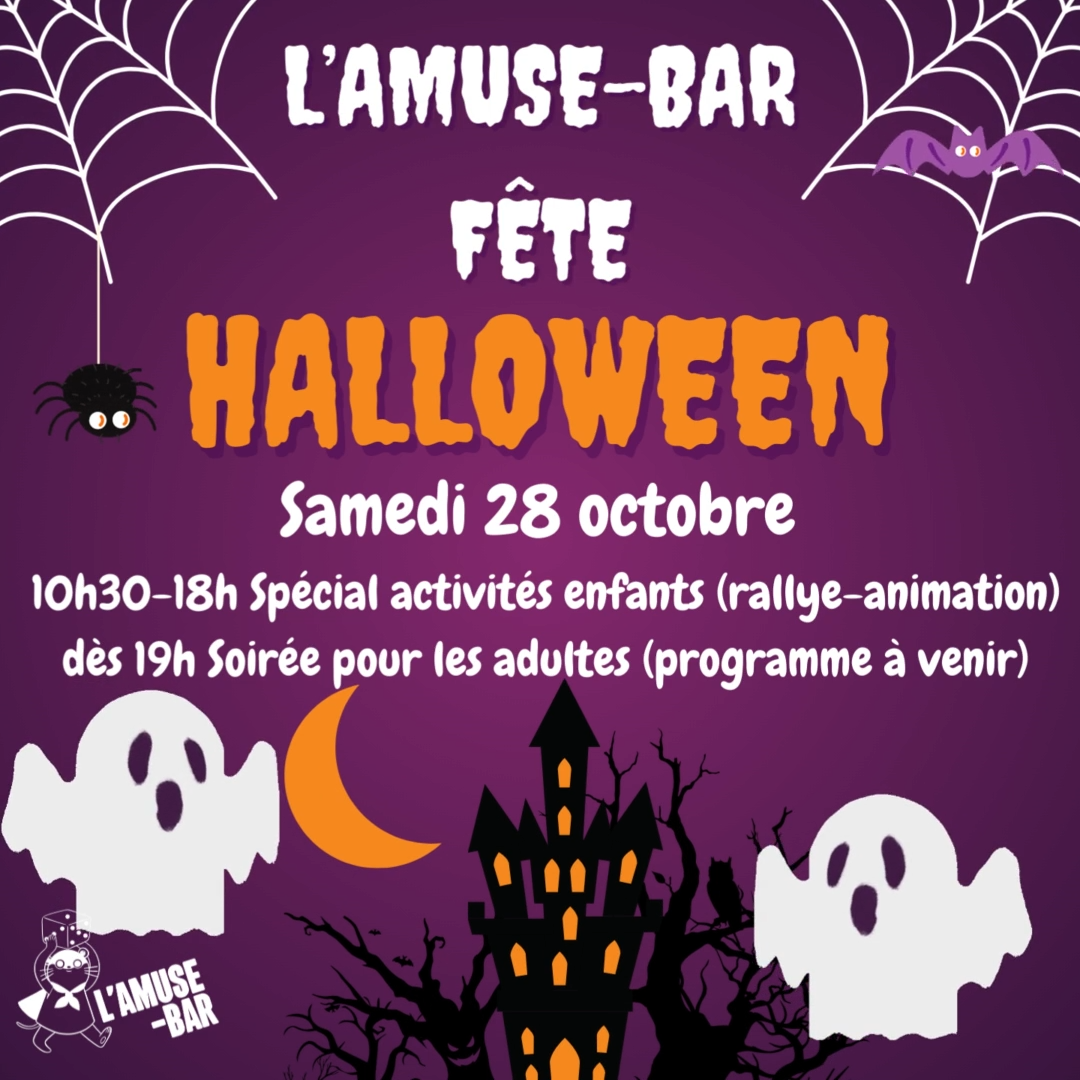 L'AMUSE-BAR
FÊTE
HALLOWEEN
Samedi 28 octobre
10h30-18h Spécial activités enfants (rallye-animation)
dès 19h Soirée pour les adultes (programme à venir)
L'AMUSE
-BAR